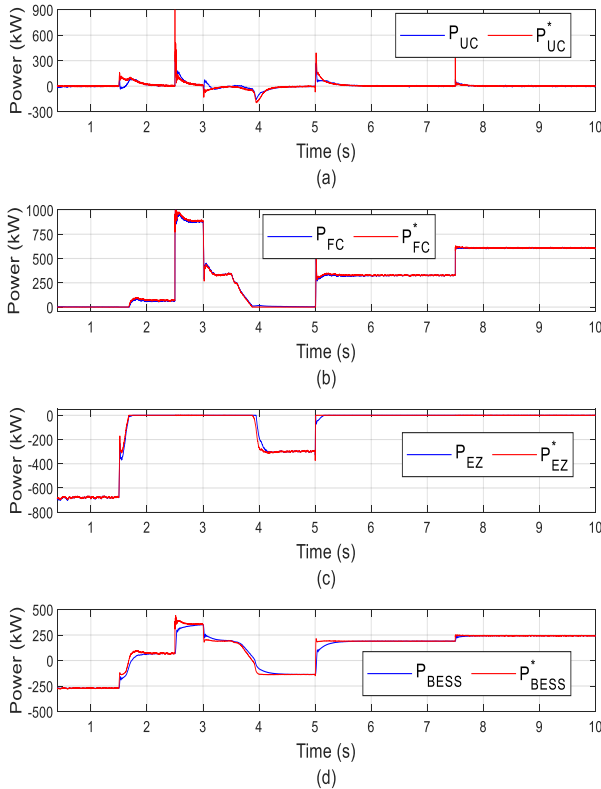 Power (kW)
900
600
300
0
-300
P_UC P*_UC
1 2 3 4 5 6 7 8 9 10
Time (s)
(a)
Power (kW)
1000
750
500
250
0
P_FC P*_FC
1 2 3 4 5 6 7 8 9 10
Time (s)
(b)
Power (kW)
0
-200
-400
-600
-800
P_EZ P*_EZ
1 2 3 4 5 6 7 8 9 10
Time (s)
(c)
Power (kW)
500
250
0
-250
-500
P_BESS P*_BESS
1 2 3 4 5 6 7 8 9 10
Time (s)
(d)